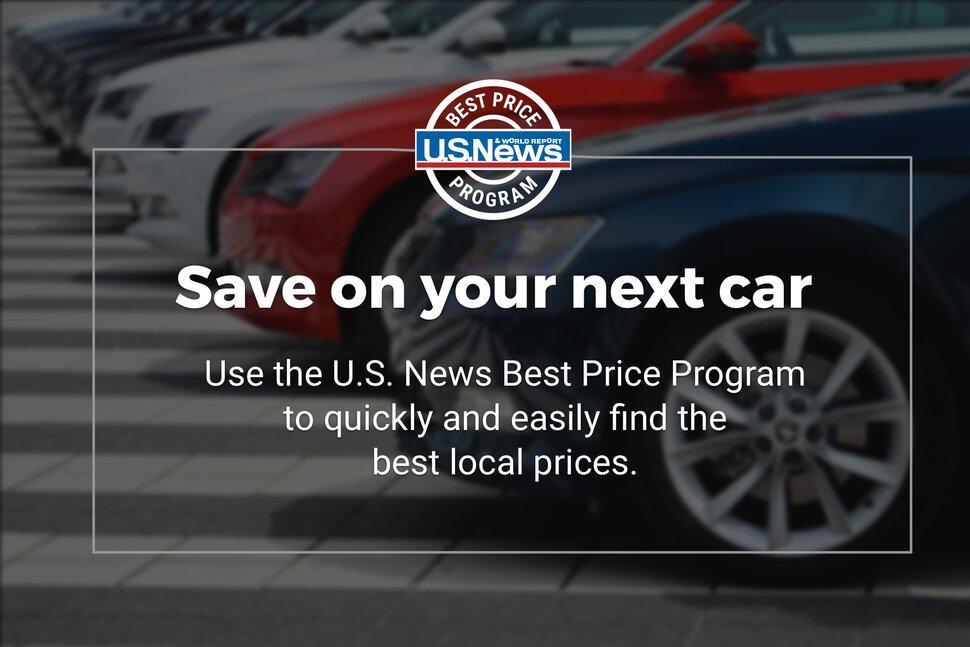 BEST PRICE
& WORLD REPORT
U.S.News
PROGRAM
Save on your next car
Use the U.S. News Best Price Program
to quickly and easily find the
best local prices.